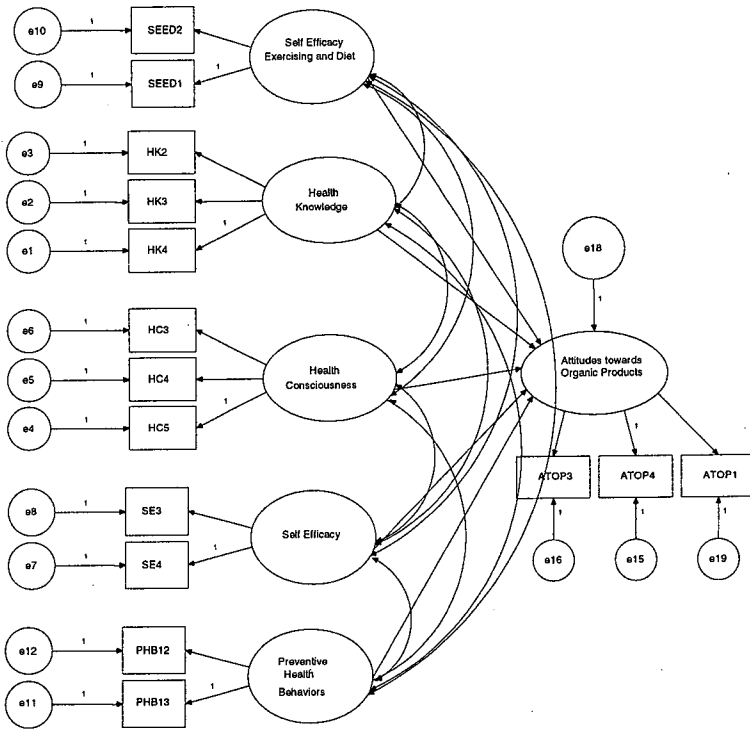 e10
1
SEED2
Self Efficacy
Exercising and Diet
e9
1
SEED1
1
e3
1
HK2
Health
Knowledge
e2
1
HK3
e1
1
HK4
1
e18
1
e6
1
HC3
Health
Consciousness
e5
1
HC4
e4
1
HC5
1
Attitudes towards
Organic Products
1
ATOP3
ATOP4
ATOP1
1
1
1
e16
e15
e19
e8
1
SE3
Self Efficacy
e7
1
SE4
1
e12
1
PHB12
Preventive
Health
Behaviors
e11
1
PHB13
1